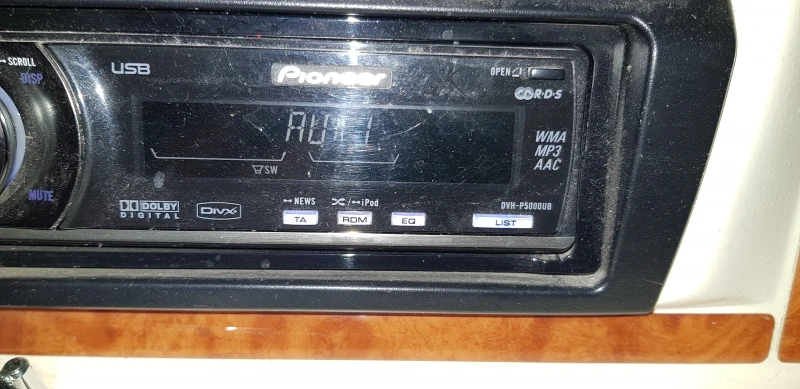 SCROLL
DISP
USB
Pioneer
OPEN
R·D·S
AUX1
WMA
MP3
AAC
SW
MUTE
DOLBY
DIGITAL
DivX
NEWS
/ iPod
DVH-P5000UB
TA
RDM
EQ
LIST